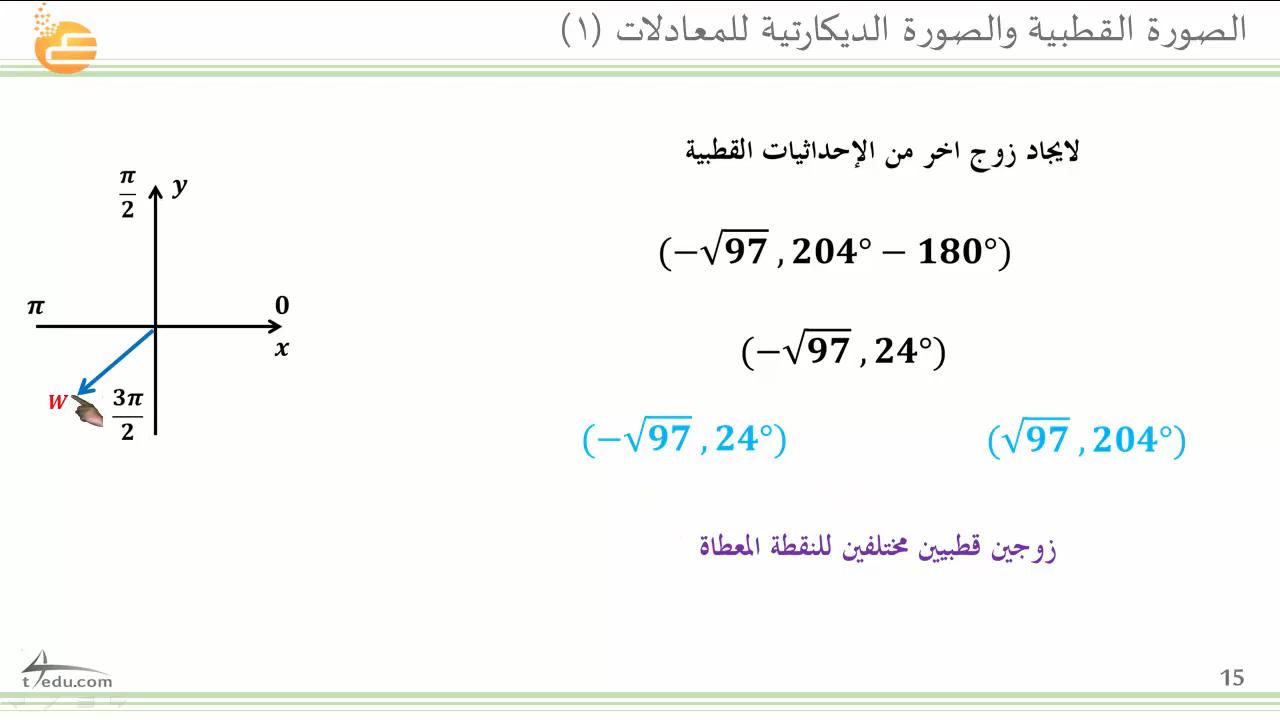 الصورة القطبية والصورة الديكارتية للمعادلات (١)
لايجاد زوج اخر من الإحداثيات القطبية
(−√97 , 204° − 180°)
(−√97 , 24°)
(−√97 , 24°) (√97 , 204°)
زوجين قطبيين مختلفين للنقطة المعطاة
π/2
y
π
0
x
W
3π/2
t4edu.com
15